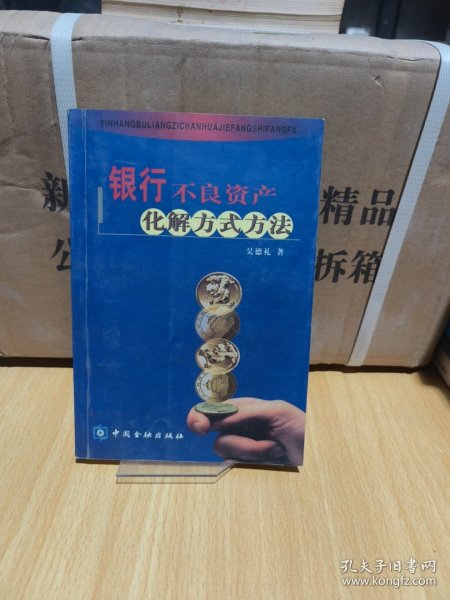 YINHANGBULIANGZICHANHUAJIEFANGSHIFANGFA
银行不良资产
化解方式方法
吴德礼 著
中国金融出版社
新
精品
公
拆箱
孔夫子旧书网
www.kongfz.com